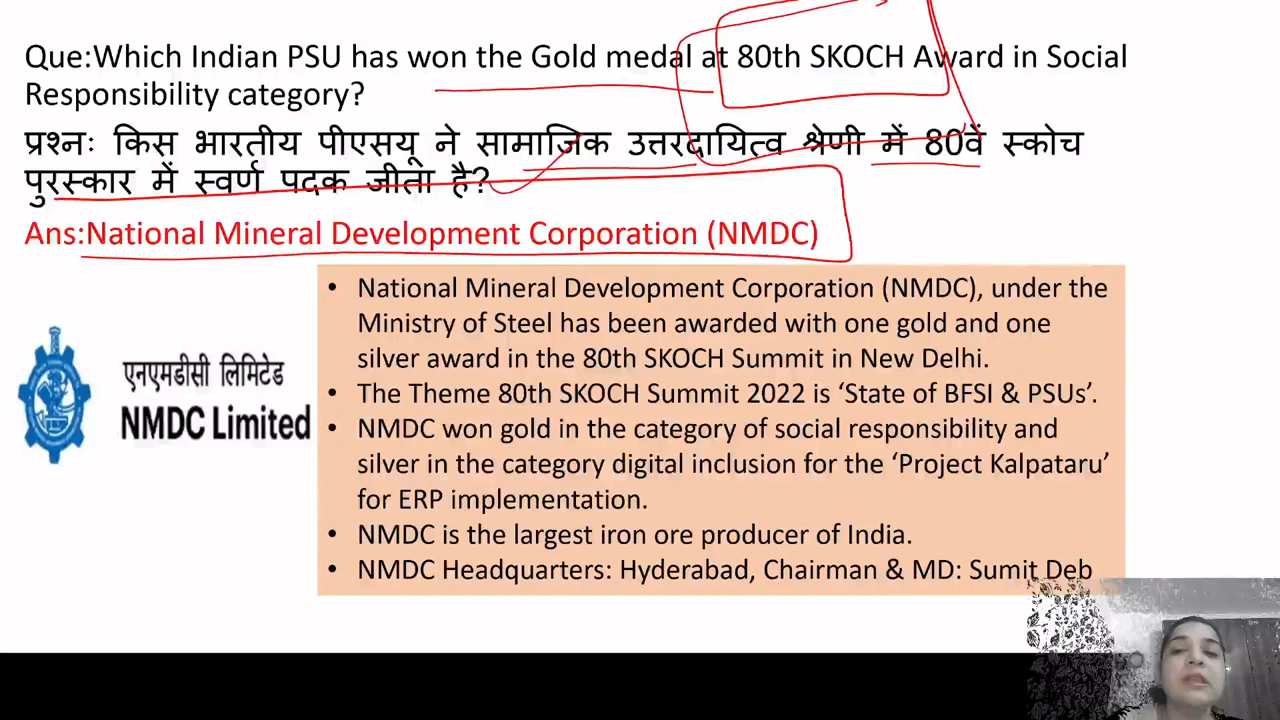 Que:Which Indian PSU has won the Gold medal at 80th SKOCH Award in Social
Responsibility category?
प्रश्नः किस भारतीय पीएसयू ने सामाजिक उत्तरदायित्व श्रेणी में 80वें स्कोच
पुरस्कार में स्वर्ण पदक जीता है?
Ans:National Mineral Development Corporation (NMDC)
• National Mineral Development Corporation (NMDC), under the
Ministry of Steel has been awarded with one gold and one
silver award in the 80th SKOCH Summit in New Delhi.
• The Theme 80th SKOCH Summit 2022 is ‘State of BFSI & PSUs’.
• NMDC won gold in the category of social responsibility and
silver in the category digital inclusion for the ‘Project Kalpataru’
for ERP implementation.
• NMDC is the largest iron ore producer of India.
• NMDC Headquarters: Hyderabad, Chairman & MD: Sumit Deb
एनएमडीसी लिमिटेड
NMDC Limited